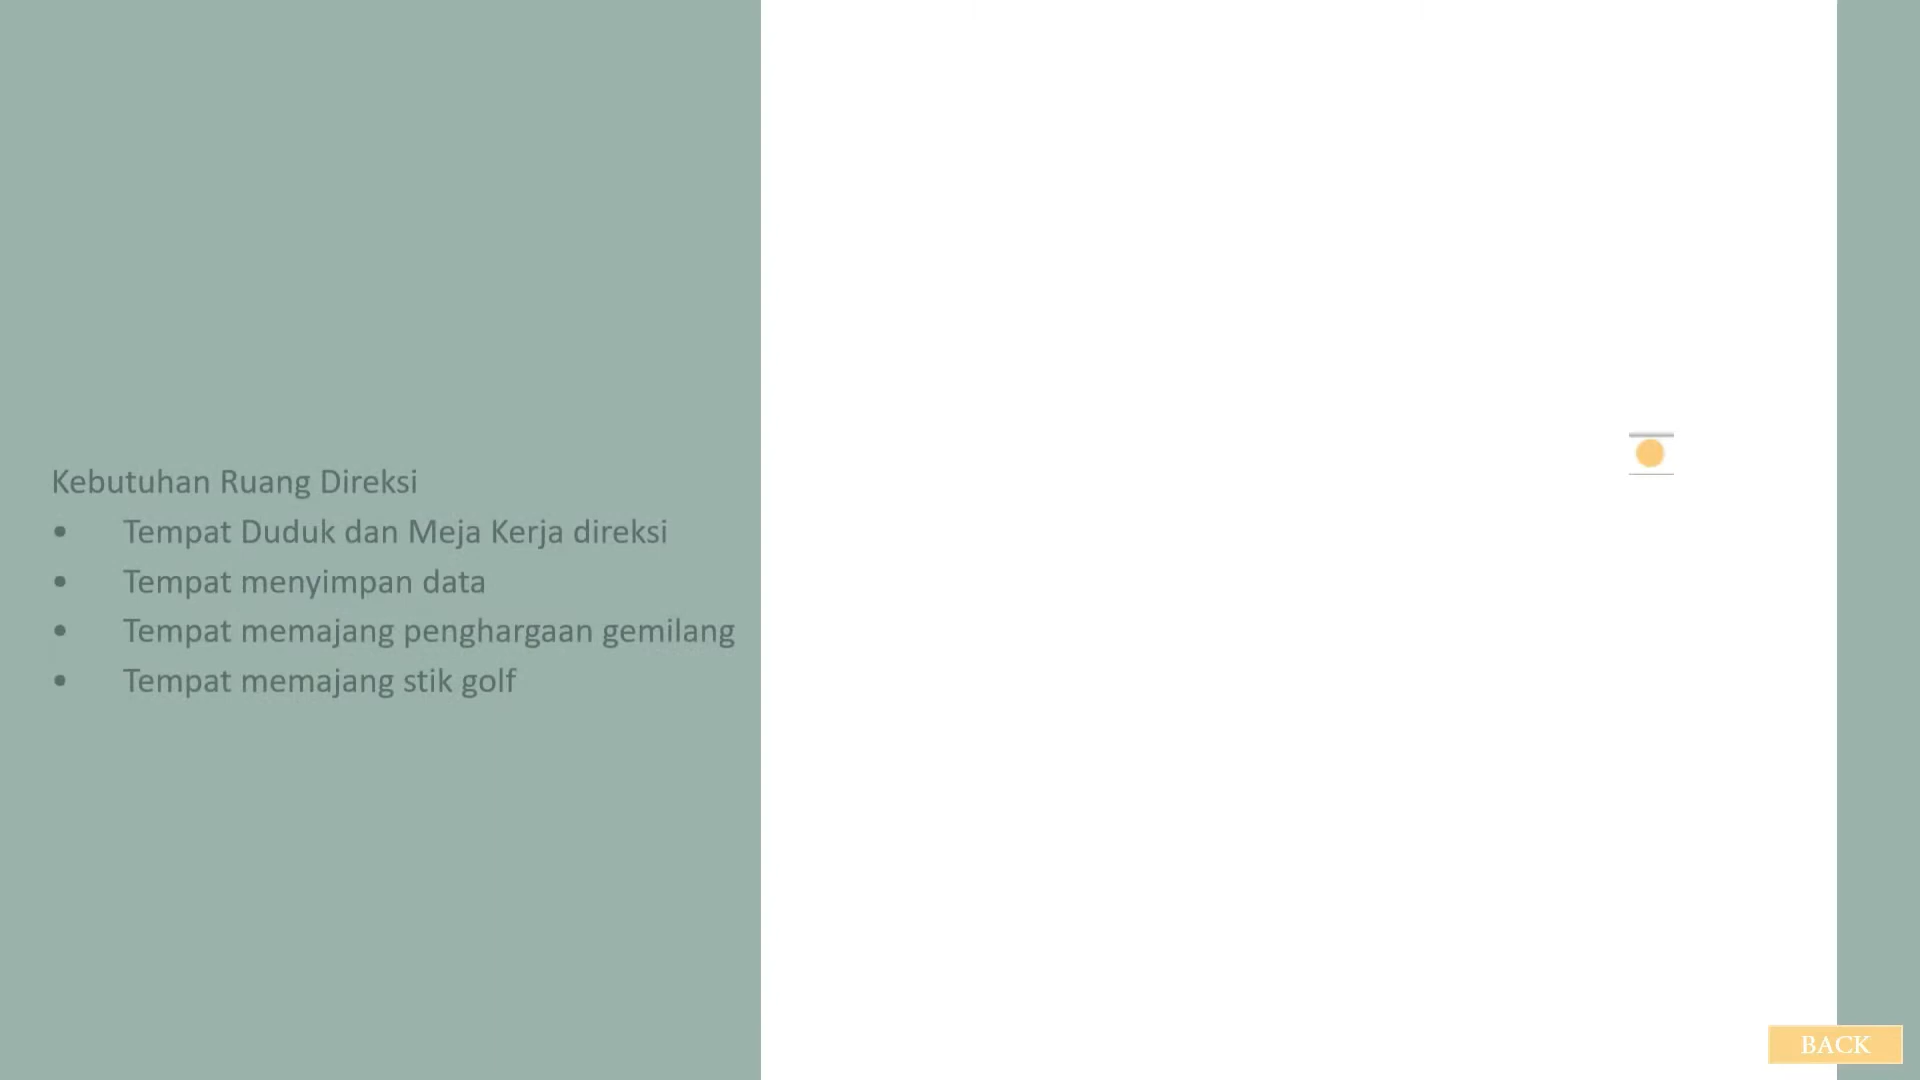 Kebutuhan Ruang Direksi
• Tempat Duduk dan Meja Kerja direksi
• Tempat menyimpan data
• Tempat memajang penghargaan gemilang
• Tempat memajang stik golf
BACK